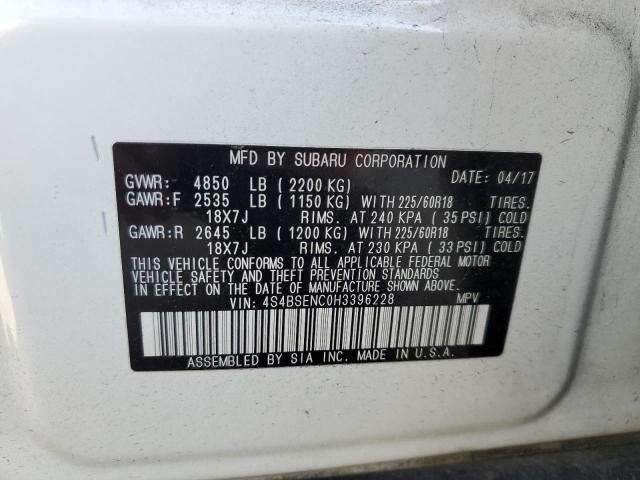 MFD BY SUBARU CORPORATION
GVWR: 4850 LB ( 2200 KG) DATE: 04/17
GAWR:F 2535 LB ( 1150 KG) WITH 225/60R18 TIRES.
18X7J RIMS. AT 240 KPA ( 35 PSI) COLD
GAWR:R 2645 LB ( 1200 KG) WITH 225/60R18 TIRES.
18X7J RIMS. AT 230 KPA ( 33 PSI) COLD
THIS VEHICLE CONFORMS TO ALL APPLICABLE FEDERAL MOTOR
VEHICLE SAFETY AND THEFT PREVENTION STANDARDS
IN EFFECT ON THE DATE OF MANUFACTURE SHOWN ABOVE.
VIN: 4S4BSENC0H3396228 MPV
ASSEMBLED BY SIA INC. MADE IN U.S.A.